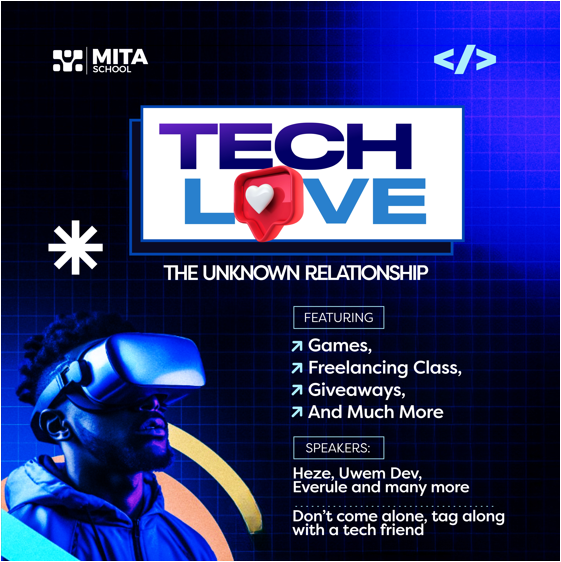 MITA
SCHOOL
</>
TECH
LOVE
THE UNKNOWN RELATIONSHIP
FEATURING
Games,
Freelancing Class,
Giveaways,
And Much More
SPEAKERS:
Heze, Uwem Dev,
Everule and many more
Don't come alone, tag along
with a tech friend